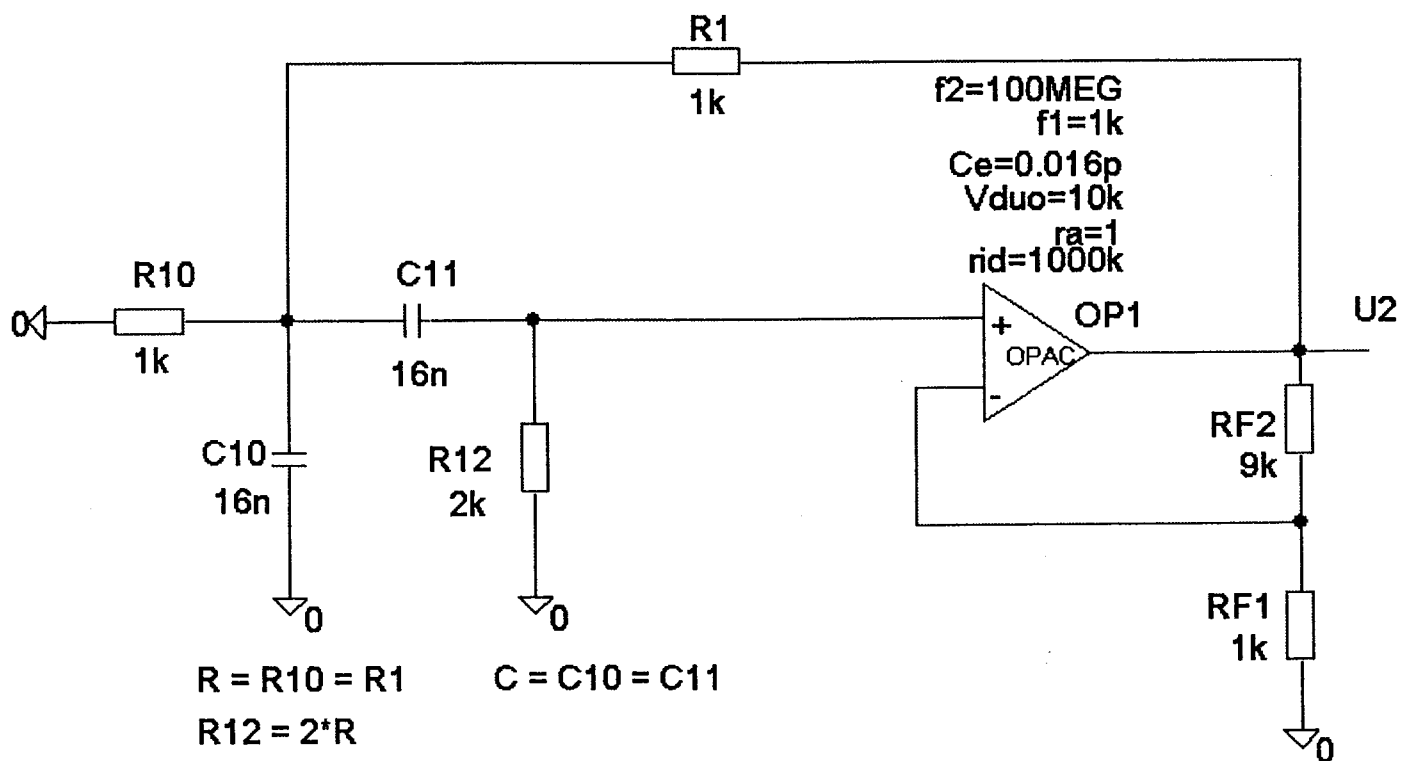 R1
1k
f2=100MEG
f1=1k
Ce=0.016p
Vduo=10k
ra=1
rid=1000k
R10
C11
OP1
U2
0
+
OPAC
-
1k
16n
C10
16n
R12
2k
RF2
9k
RF1
1k
0
0
0
R = R10 = R1
C = C10 = C11
R12 = 2*R